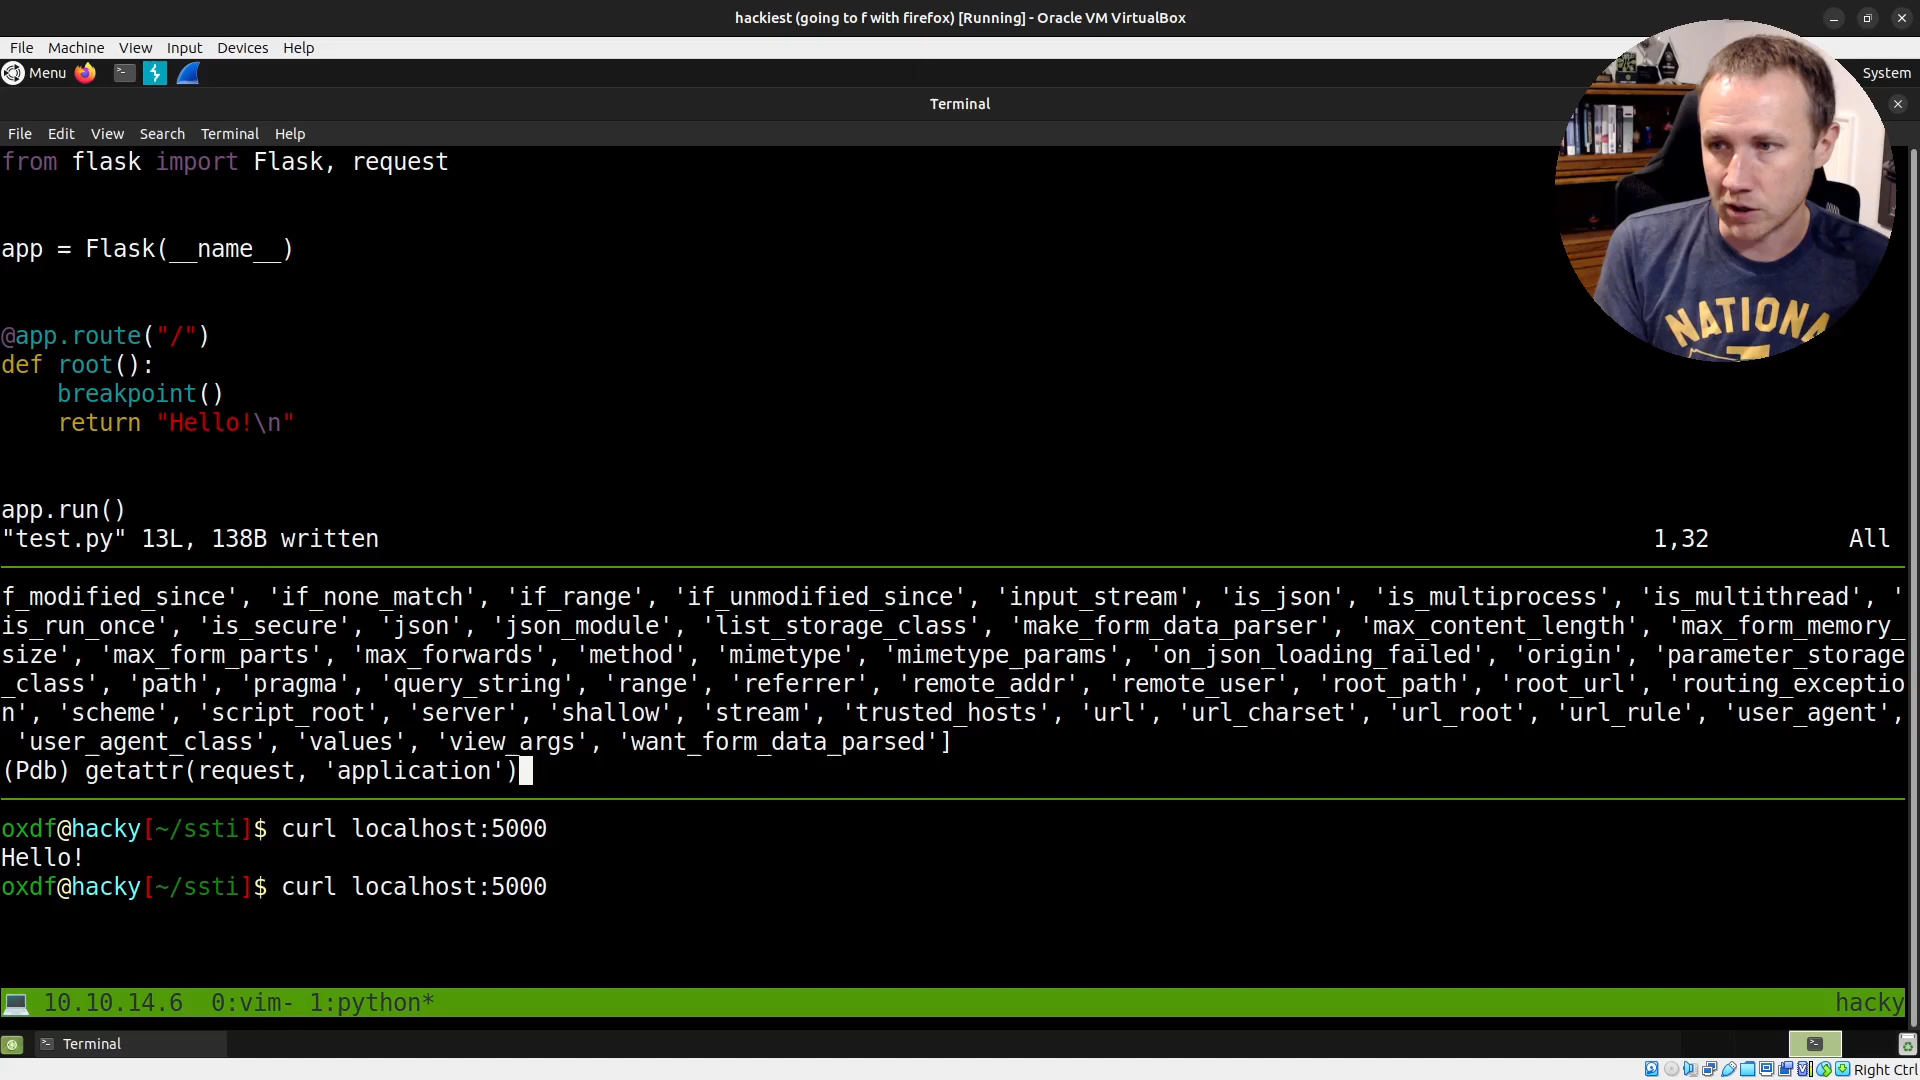 hackiest (going to f with firefox) [Running] - Oracle VM VirtualBox
File Machine View Input Devices Help
Menu System
Terminal
File Edit View Search Terminal Help
from flask import Flask, request
app = Flask(__name__)
@app.route("/")
def root():
    breakpoint()
    return "Hello!\n"
app.run()
"test.py" 13L, 138B written 1,32 All
f_modified_since', 'if_none_match', 'if_range', 'if_unmodified_since', 'input_stream', 'is_json', 'is_multiprocess', 'is_multithread', '
is_run_once', 'is_secure', 'json', 'json_module', 'list_storage_class', 'make_form_data_parser', 'max_content_length', 'max_form_memory_
size', 'max_form_parts', 'max_forwards', 'method', 'mimetype', 'mimetype_params', 'on_json_loading_failed', 'origin', 'parameter_storage
_class', 'path', 'pragma', 'query_string', 'range', 'referrer', 'remote_addr', 'remote_user', 'root_path', 'root_url', 'routing_exceptio
n', 'scheme', 'script_root', 'server', 'shallow', 'stream', 'trusted_hosts', 'url', 'url_charset', 'url_root', 'url_rule', 'user_agent',
 'user_agent_class', 'values', 'view_args', 'want_form_data_parsed']
(Pdb) getattr(request, 'application')
oxdf@hacky[~/ssti]$ curl localhost:5000
Hello!
oxdf@hacky[~/ssti]$ curl localhost:5000
10.10.14.6 0:vim- 1:python* hacky
Terminal
Right Ctrl
NATIONA